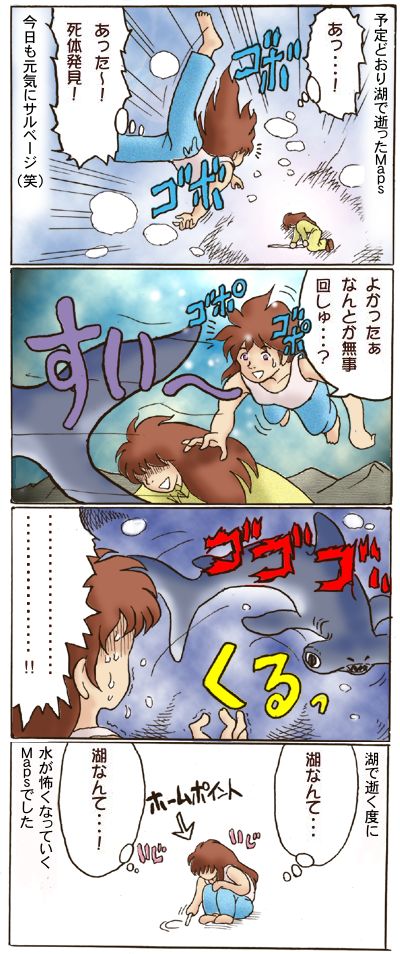 予定どおり湖で逝ったMaps
あっ・・・!
ゴボ
ゴボ
あった〜!
死体発見!
今日も元気にサルベージ(笑)
よかったぁ
なんとか無事
回しゅ・・・?
ゴボ
ゴポ
すぃ〜
ゴゴゴ
くるっ
・・・・・・・・・・
・・・・・・・・・・!!
湖で逝く度に
湖なんて・・・
ホームポイント
いじ
いじ
湖なんて・・・!
水が怖くなっていく
Mapsでした